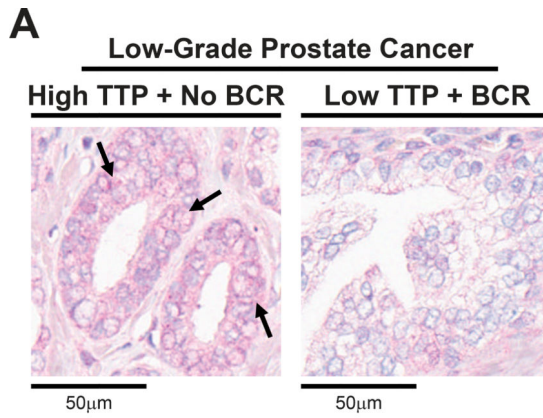 A
Low-Grade Prostate Cancer
High TTP + No BCR
Low TTP + BCR
50μm
50μm